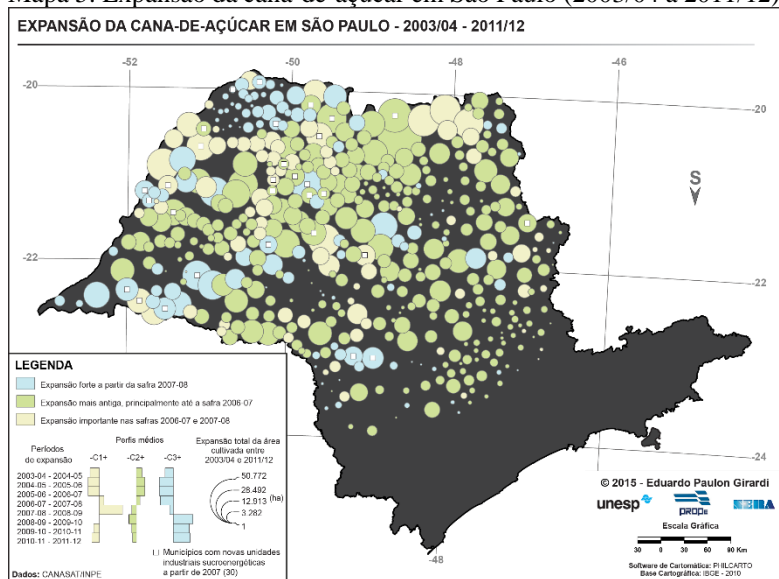 Mapa 3: Expansão da cana-de-açúcar em São Paulo (2003/04 a 2011/12)
EXPANSÃO DA CANA-DE-AÇÚCAR EM SÃO PAULO - 2003/04 - 2011/12
-52
-50
-48
-46
-20
-20
S
-22
-22
-24
-48
LEGENDA
Expansão forte a partir da safra 2007-08
Expansão mais antiga, principalmente até a safra 2006-07
Expansão importante nas safras 2006-07 e 2007-08
Períodos de expansão
Perfis médios
-C1+
-C2+
-C3+
2003-04 - 2004-05
2004-05 - 2005-06
2005-06 - 2006-07
2006-07 - 2007-08
2007-08 - 2008-09
2008-09 - 2009-10
2009-10 - 2010-11
2010-11 - 2011-12
Expansão total da área
cultivada entre
2003/04 e 2011/12
50.772
28.492
12.913
(ha)
3.282
1
Municípios com novas unidades
industriais sucroenergéticas
a partir de 2007 (30)
Dados: CANASAT/INPE
© 2015 - Eduardo Paulon Girardi
unesp
Escala Gráfica
30 0 30 60 90 Km
Software de Cartomática: PHILCARTO
Base Cartográfica: IBGE - 2010